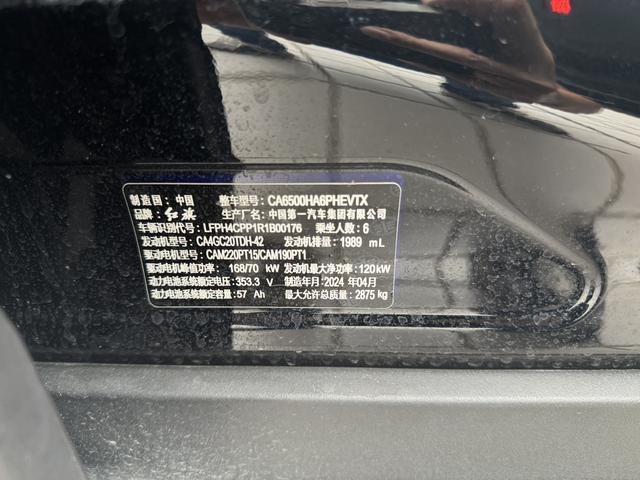 制造国: 中国 整车型号: CA6500HA6PHEVTX
品牌: 红旗 生产厂名: 中国第一汽车集团有限公司
车辆识别代号: LFPH4CPP1R1B00176 乘坐人数: 6
发动机型号: CA4GC20TDH-42 发动机排量: 1989 mL
驱动电机型号: CAM220PT15/CAM190PT1
驱动电机峰值功率: 168/70 kW 发动机最大净功率: 120kW
动力电池系统额定电压: 353.3 V 制造年月: 2024 年04月
动力电池系统额定容量: 57 Ah 最大允许总质量: 2875 kg